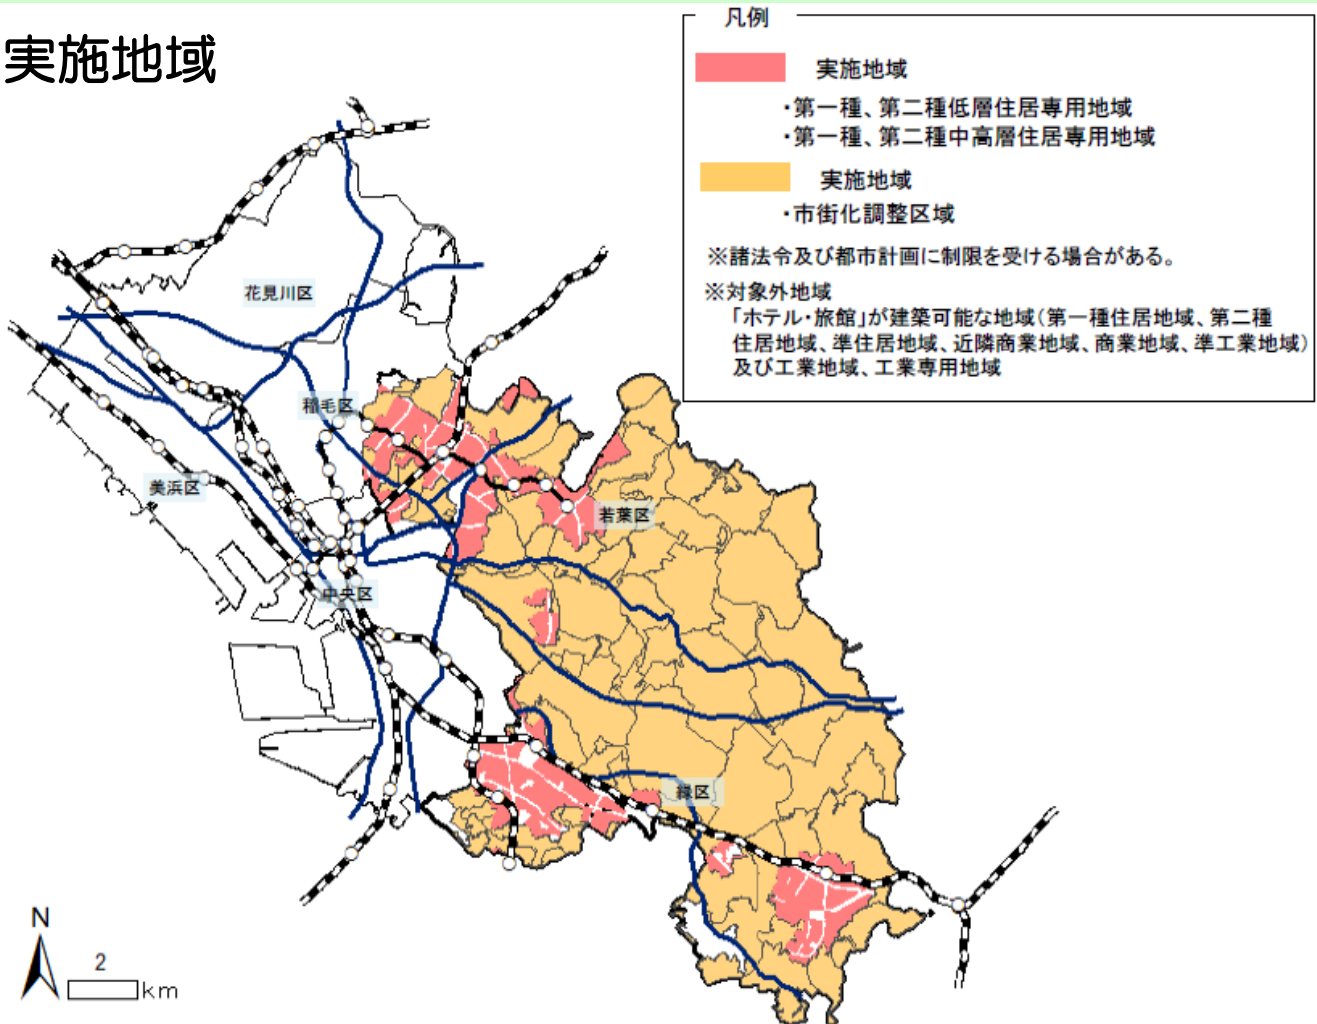 実施地域
凡例
実施地域
・第一種、第二種低層住居専用地域
・第一種、第二種中高層住居専用地域
実施地域
・市街化調整区域
※諸法令及び都市計画に制限を受ける場合がある。
※対象外地域
「ホテル・旅館」が建築可能な地域(第一種住居地域、第二種
住居地域、準住居地域、近隣商業地域、商業地域、準工業地域)
及び工業地域、工業専用地域
花見川区
稲毛区
美浜区
若葉区
中央区
緑区
N
2
km